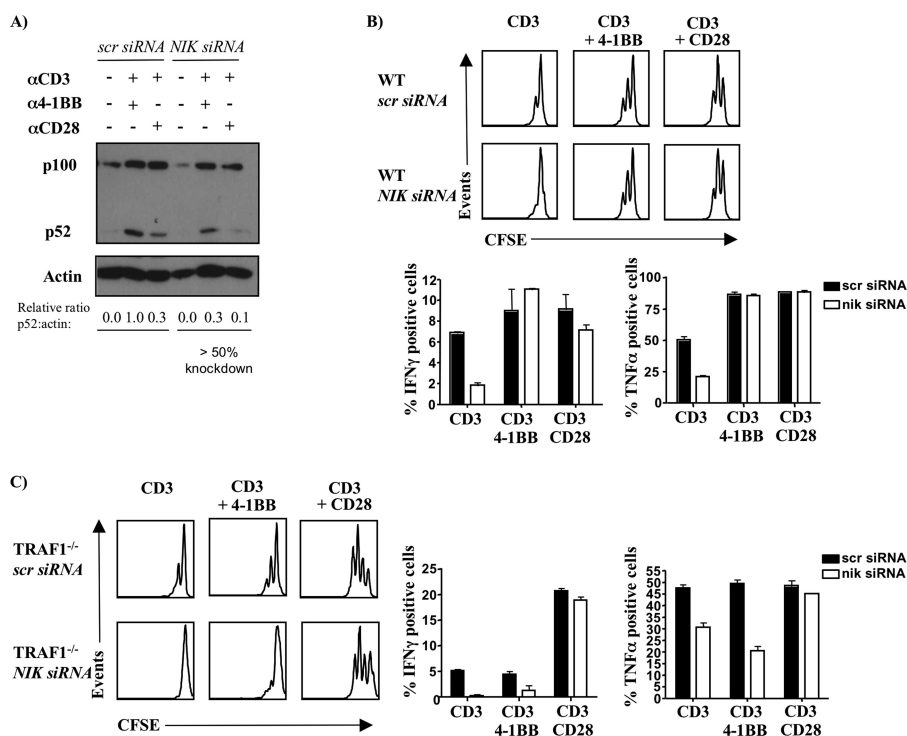 A)
scr siRNA NIK siRNA
αCD3 - + + - + +
α4-1BB - + - - + -
αCD28 - - + - - +
p100
p52
Actin
Relative ratio
p52:actin:
0.0 1.0 0.3 0.0 0.3 0.1
> 50%
knockdown
B)
CD3
CD3
+ 4-1BB
CD3
+ CD28
WT
scr siRNA
WT
NIK siRNA
Events
CFSE
% IFNγ positive cells
12
10
8
6
4
2
0
CD3
CD3
4-1BB
CD3
CD28
% TNFα positive cells
100
75
50
25
0
CD3
CD3
4-1BB
CD3
CD28
scr siRNA
nik siRNA
C)
CD3
CD3
+ 4-1BB
CD3
+ CD28
TRAF1-/-
scr siRNA
TRAF1-/-
NIK siRNA
Events
CFSE
% IFNγ positive cells
25
20
15
10
5
0
CD3
CD3
4-1BB
CD3
CD28
% TNFα positive cells
50
45
40
35
30
25
20
15
10
5
0
CD3
CD3
4-1BB
CD3
CD28
scr siRNA
nik siRNA